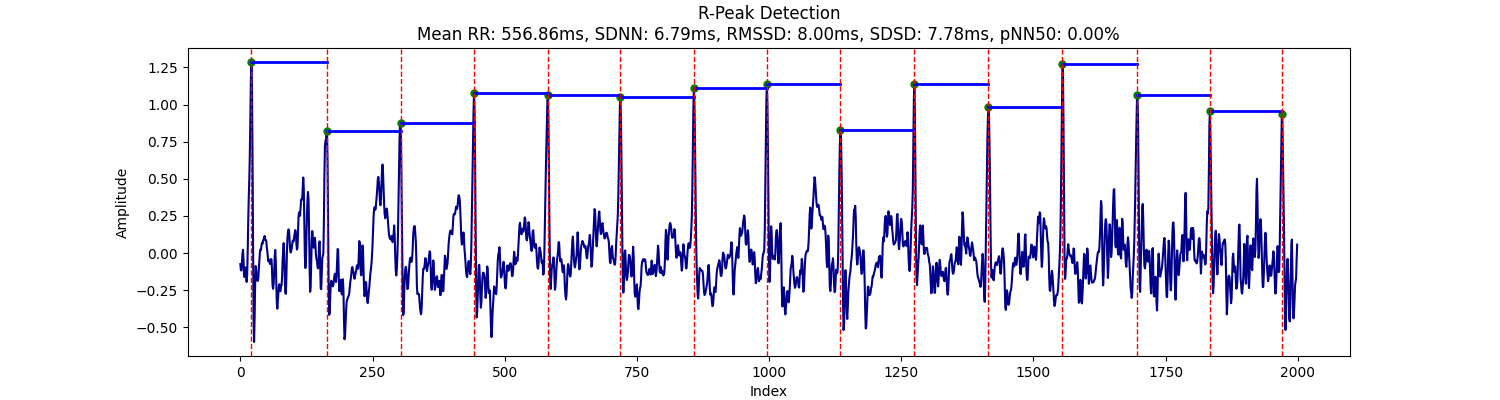 R-Peak Detection
Mean RR: 556.86ms, SDNN: 6.79ms, RMSSD: 8.00ms, SDSD: 7.78ms, pNN50: 0.00%
Amplitude
1.25
1.00
0.75
0.50
0.25
0.00
−0.25
−0.50
0 250 500 750 1000 1250 1500 1750 2000
Index